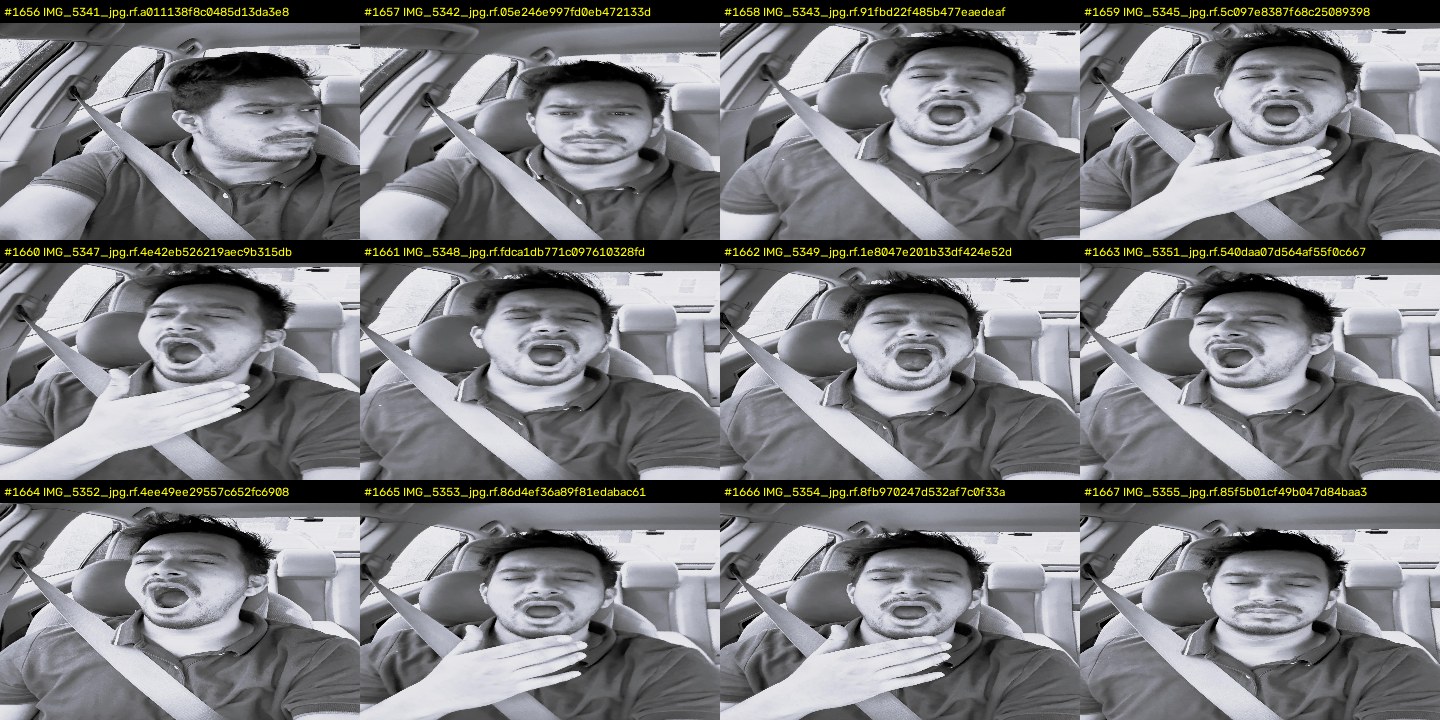 #1656 IMG_5341_jpg.rf.a011138f8c0485d13da3e8
#1657 IMG_5342_jpg.rf.05e246e997fd0eb472133d
#1658 IMG_5343_jpg.rf.91fbd22f485b477eaedeaf
#1659 IMG_5345_jpg.rf.5c097e8387f68c25089398
#1660 IMG_5347_jpg.rf.4e42eb526219aec9b315db
#1661 IMG_5348_jpg.rf.fdca1db771c097610328fd
#1662 IMG_5349_jpg.rf.1e8047e201b33df424e52d
#1663 IMG_5351_jpg.rf.540daa07d564af55f0c667
#1664 IMG_5352_jpg.rf.4ee49ee29557c652fc6908
#1665 IMG_5353_jpg.rf.86d4ef36a89f81edabac61
#1666 IMG_5354_jpg.rf.8fb970247d532af7c0f33a
#1667 IMG_5355_jpg.rf.85f5b01cf49b047d84baa3